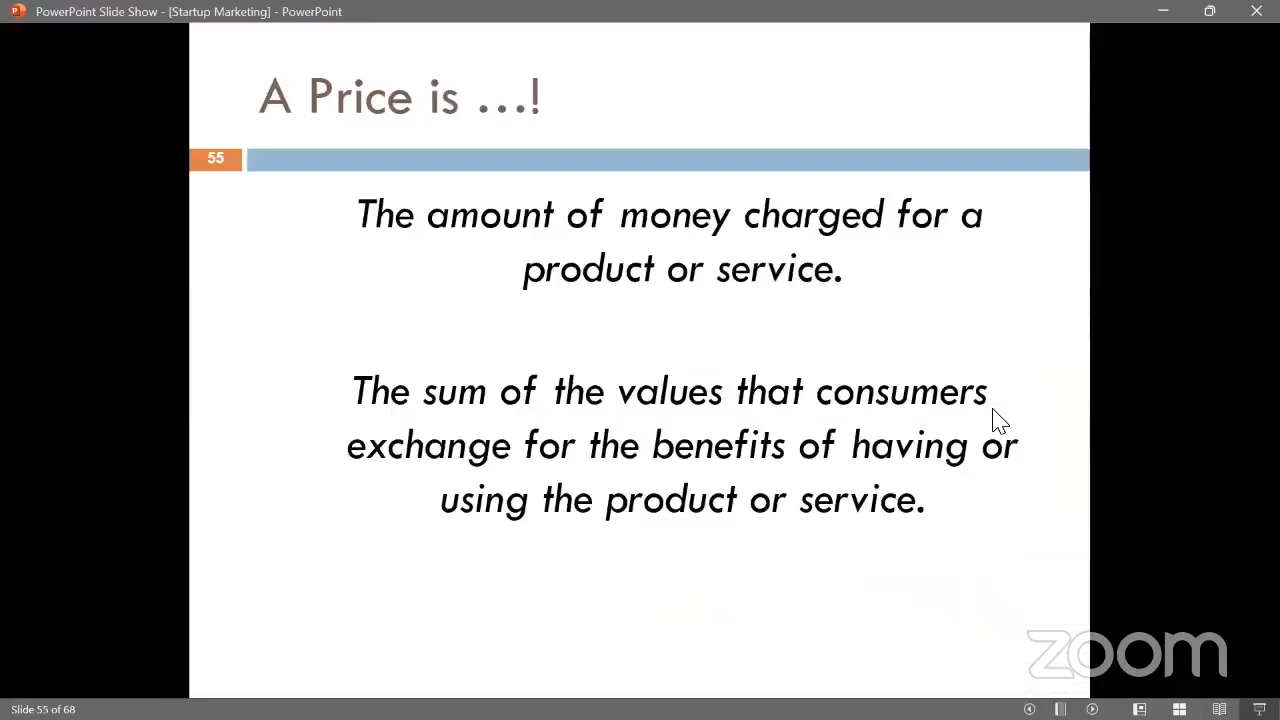 PowerPoint Slide Show - [Startup Marketing] - PowerPoint
A Price is ...!
55
The amount of money charged for a
product or service.
The sum of the values that consumers
exchange for the benefits of having or
using the product or service.
zoom
Slide 55 of 68